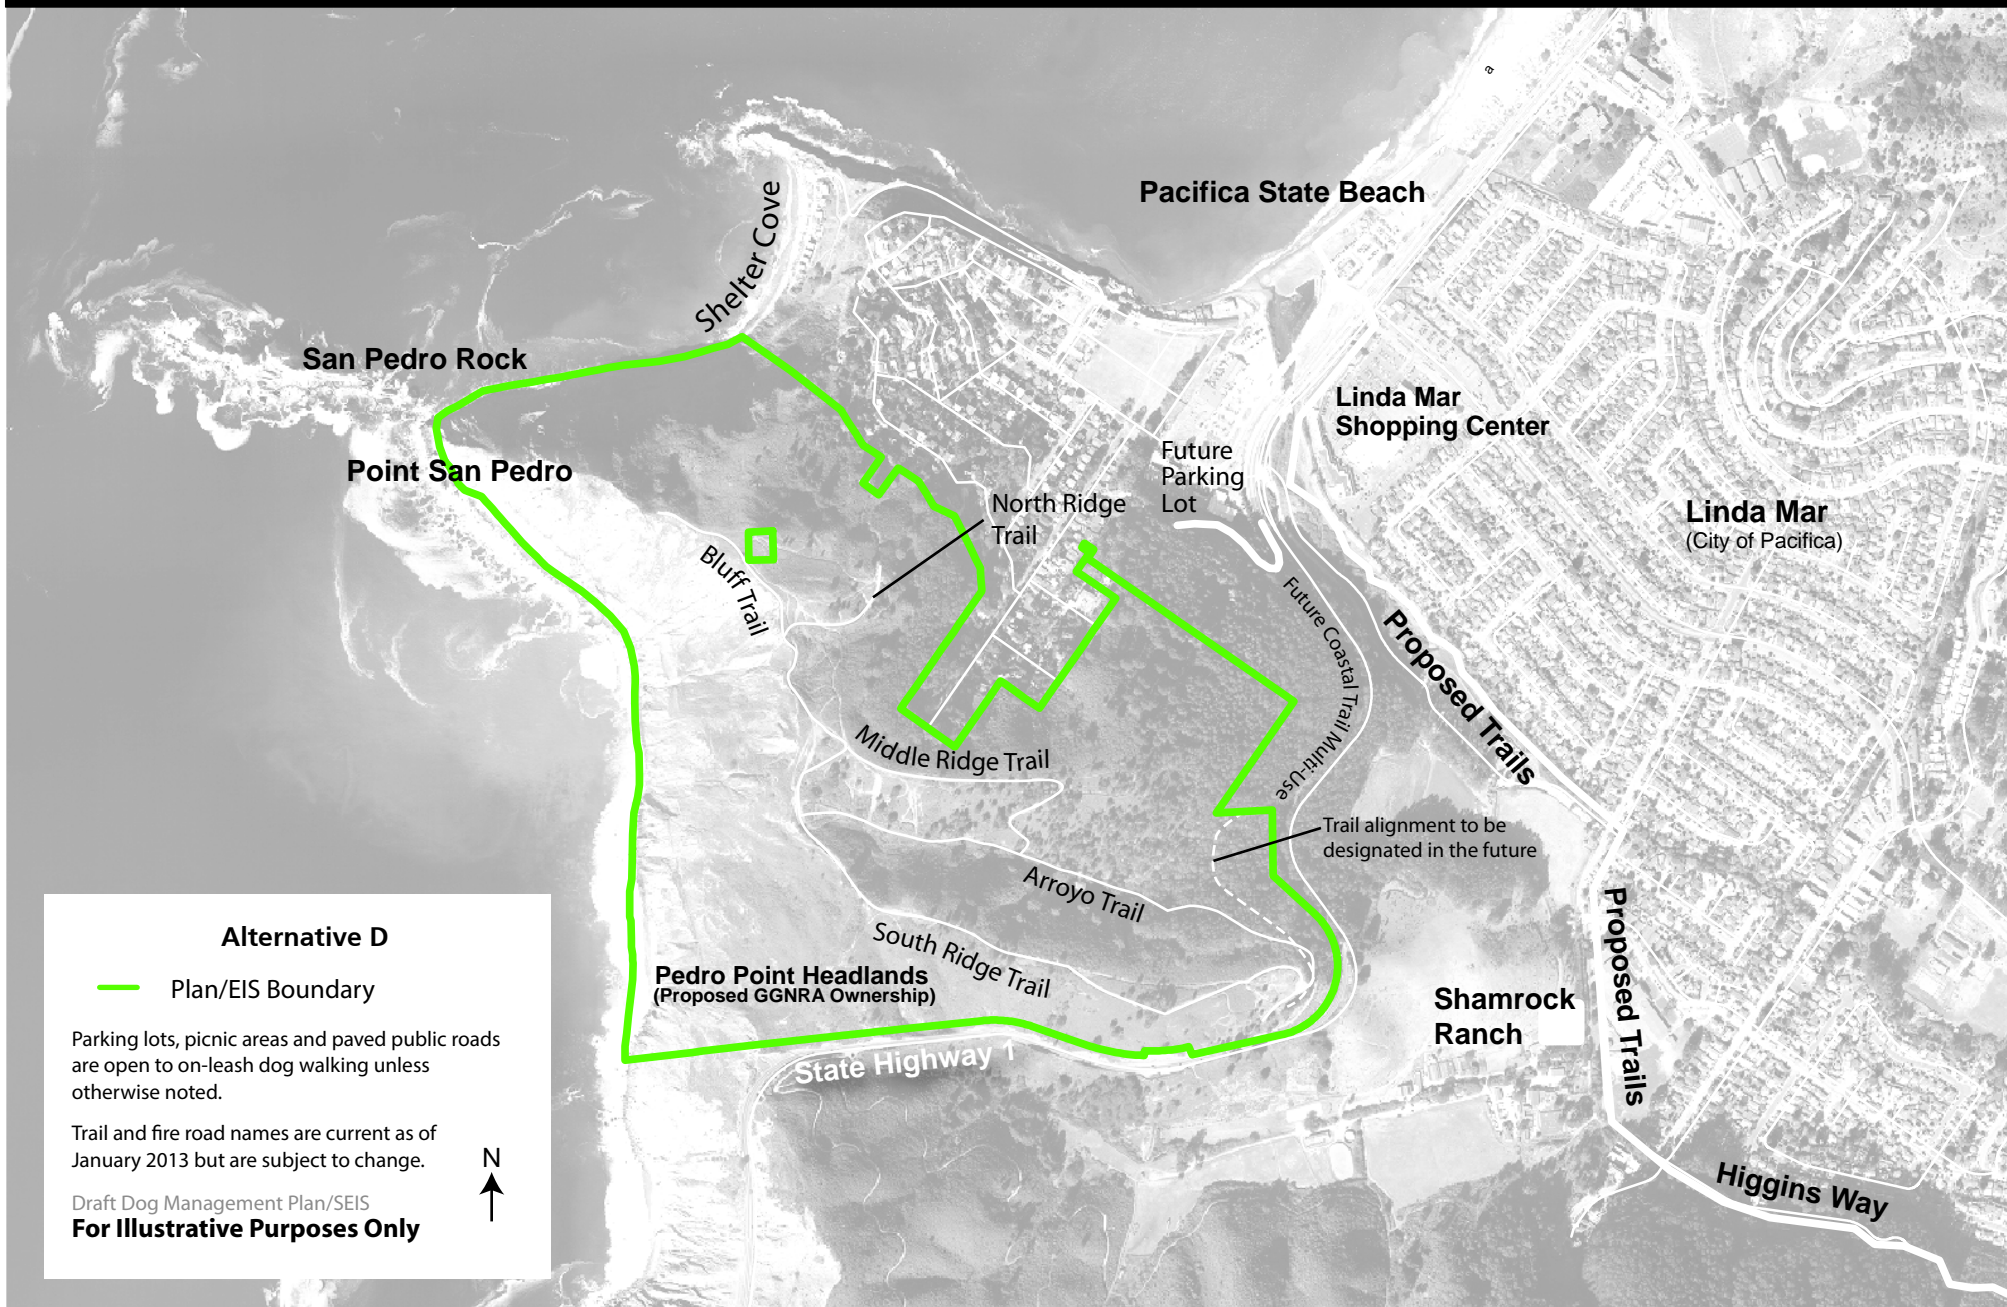 a
Pacifica State Beach
Shelter Cove
San Pedro Rock
Point San Pedro
Linda Mar
Shopping Center
Future
Parking
Lot
North Ridge
Trail
Linda Mar
(City of Pacifica)
Bluff Trail
Future Coastal Trail Multi-Use
Proposed Trails
Middle Ridge Trail
Trail alignment to be
designated in the future
Arroyo Trail
South Ridge Trail
Pedro Point Headlands
(Proposed GGNRA Ownership)
Shamrock
Ranch
Proposed Trails
State Highway 1
Higgins Way
Alternative D
Plan/EIS Boundary
Parking lots, picnic areas and paved public roads
are open to on-leash dog walking unless
otherwise noted.
Trail and fire road names are current as of
January 2013 but are subject to change.
N
Draft Dog Management Plan/SEIS
For Illustrative Purposes Only